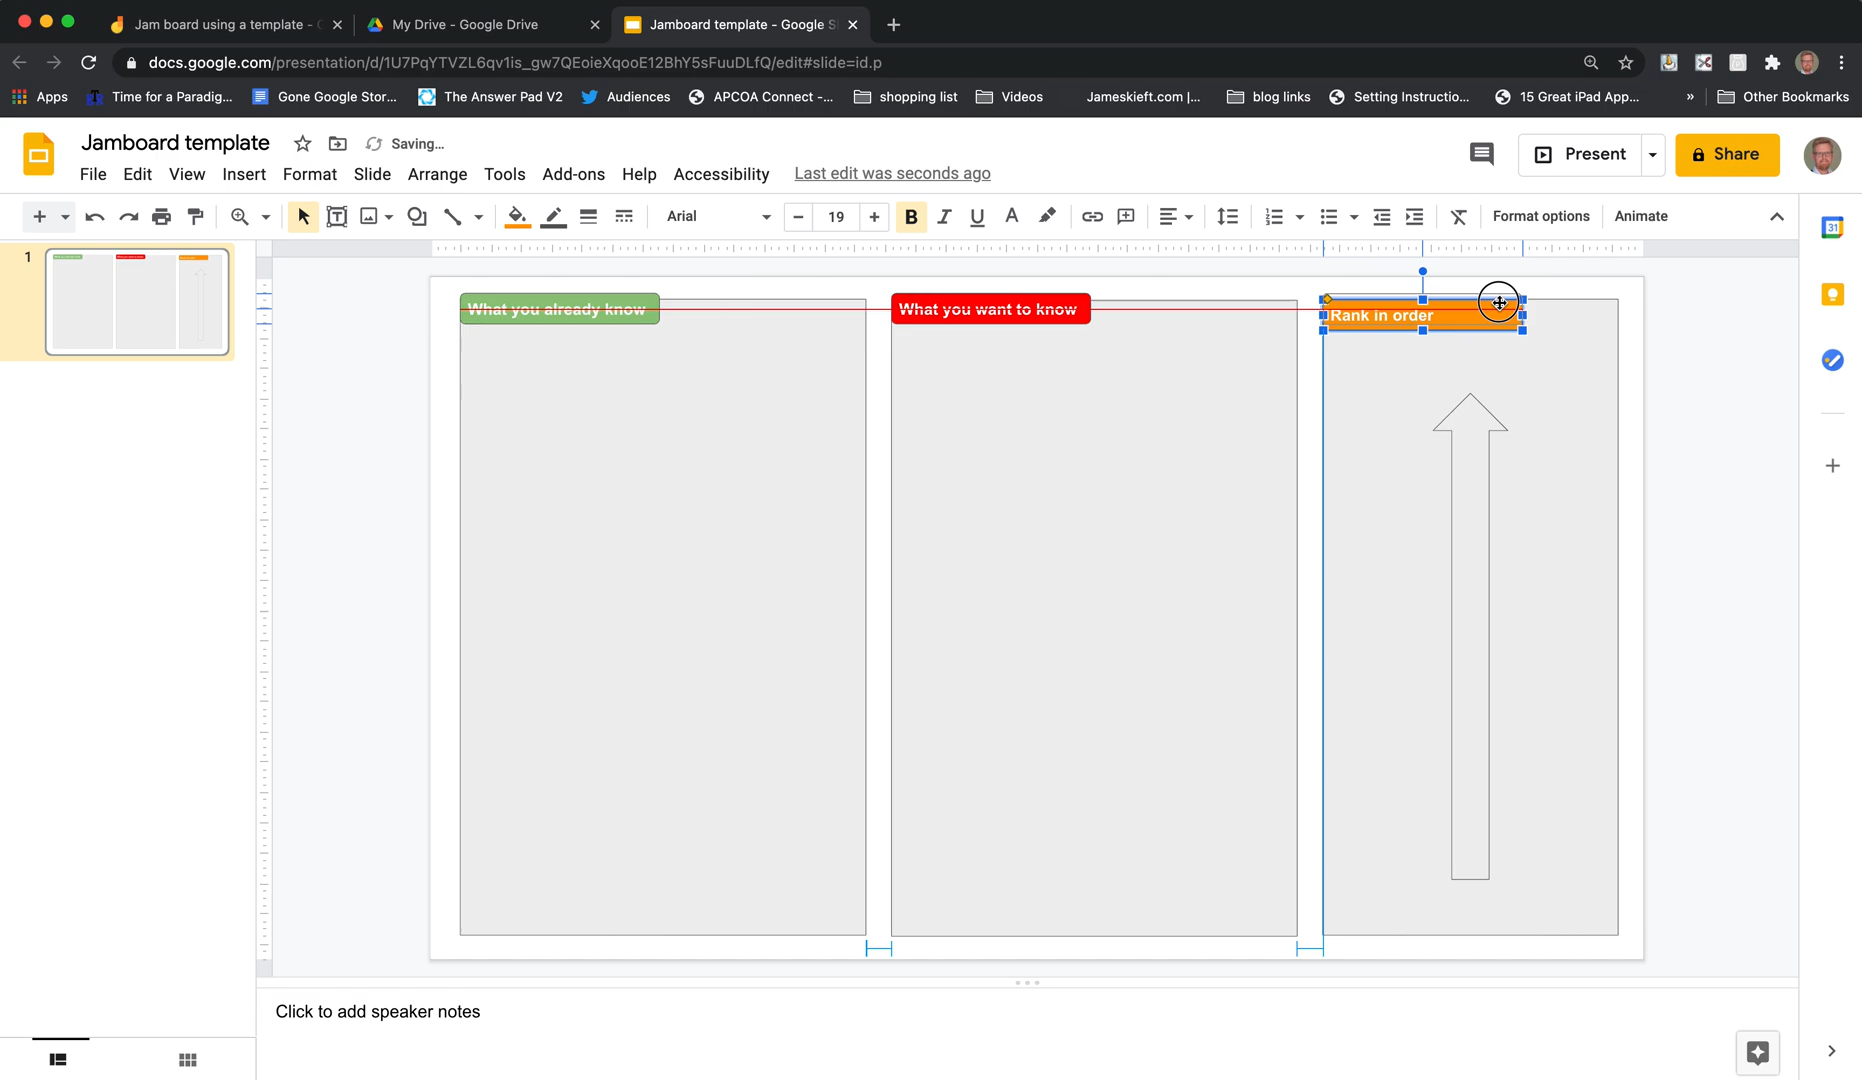 Jam board using a template - G
My Drive - Google Drive
Jamboard template - Google S
docs.google.com/presentation/d/1U7PqYTVZL6qv1is_gw7QEoieXqooE12BhY5sFuuDLfQ/edit#slide=id.p
Apps
Time for a Paradig...
Gone Google Stor...
The Answer Pad V2
Audiences
APCOA Connect -...
shopping list
Videos
Jameskieft.com |...
blog links
Setting Instructio...
15 Great iPad App...
»
Other Bookmarks
Jamboard template
Saving...
File Edit View Insert Format Slide Arrange Tools Add-ons Help Accessibility
Last edit was seconds ago
Present
Share
Arial
19
B I U A
Format options
Animate
31
1
What you already know
What you want to know
Rank in order
Click to add speaker notes